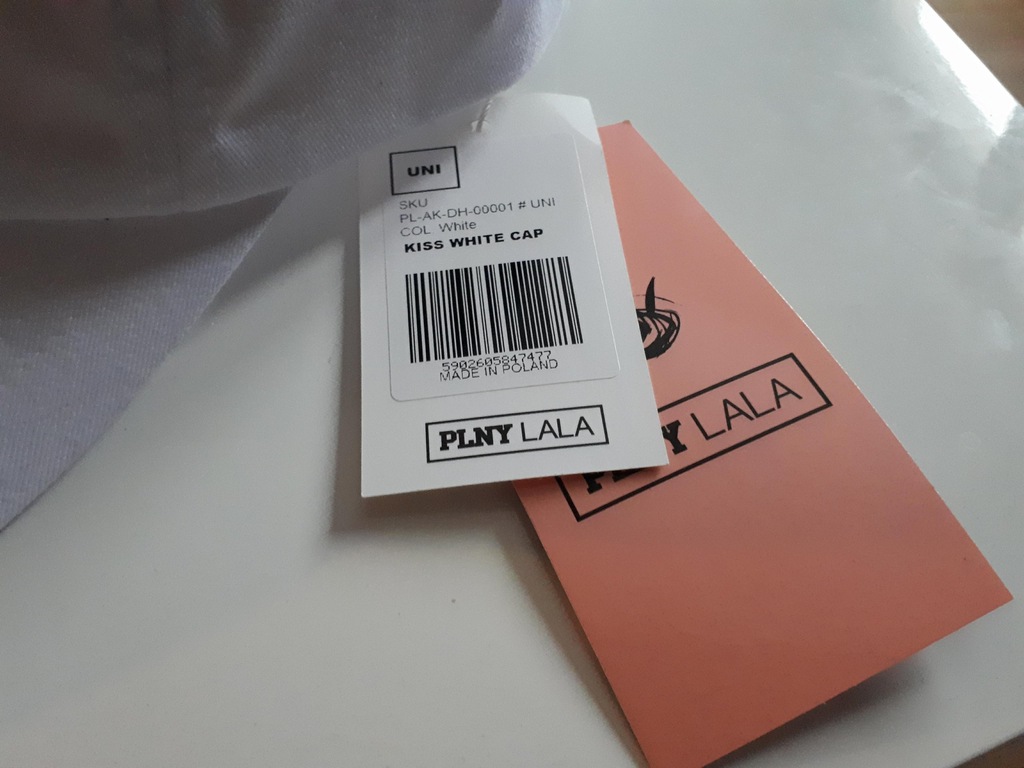 UNI
SKU
PL-AK-DH-00001 # UNI
COL White
KISS WHITE CAP
5902605847477
MADE IN POLAND
PLNY LALA
LALA